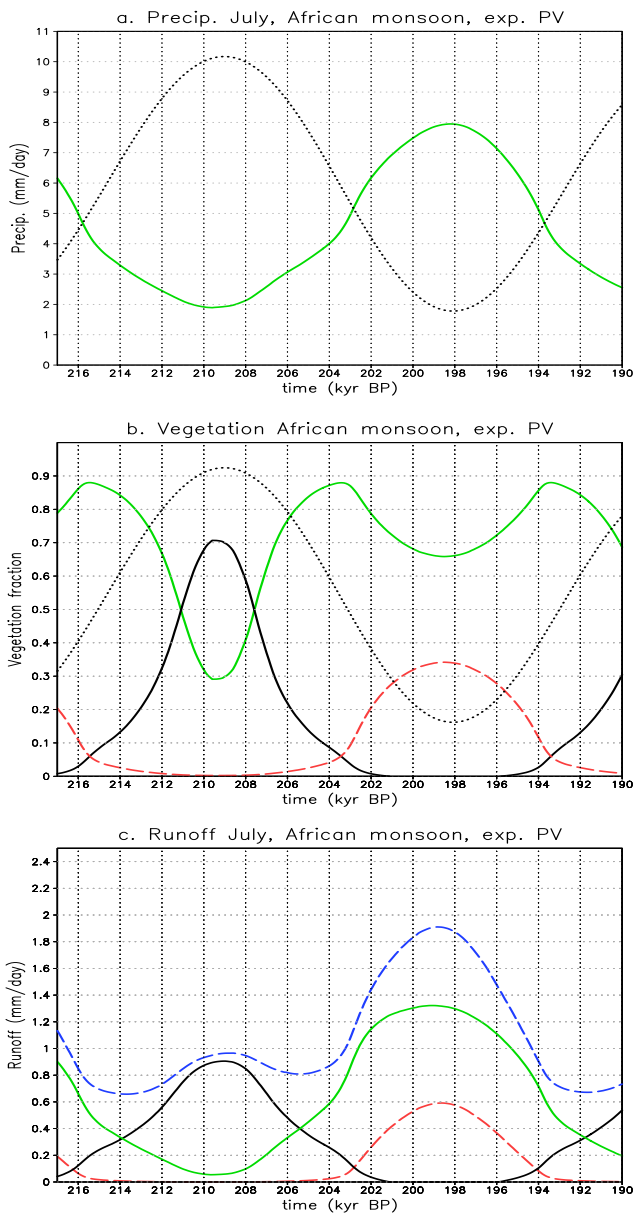 a. Precip. July, African monsoon, exp. PV
11
10
9
8
7
6
5
4
3
2
1
0
Precip. (mm/day)
216 214 212 210 208 206 204 202 200 198 196 194 192 190
time (kyr BP)
b. Vegetation African monsoon, exp. PV
0.9
0.8
0.7
0.6
0.5
0.4
0.3
0.2
0.1
0
Vegetation fraction
216 214 212 210 208 206 204 202 200 198 196 194 192 190
time (kyr BP)
c. Runoff July, African monsoon, exp. PV
2.4
2.2
2
1.8
1.6
1.4
1.2
1
0.8
0.6
0.4
0.2
0
Runoff (mm/day)
216 214 212 210 208 206 204 202 200 198 196 194 192 190
time (kyr BP)